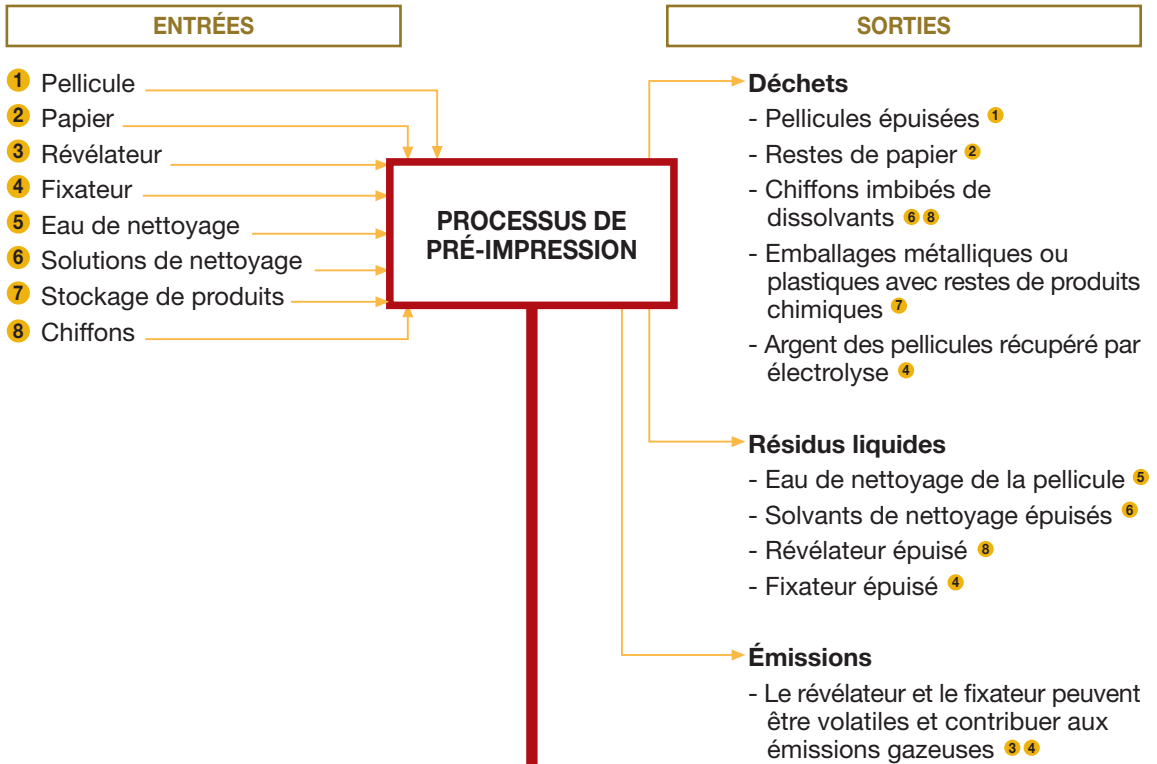 ENTRÉES
1 Pellicule
2 Papier
3 Révélateur
4 Fixateur
5 Eau de nettoyage
6 Solutions de nettoyage
7 Stockage de produits
8 Chiffons
PROCESSUS DE
PRÉ-IMPRESSION
SORTIES
Déchets
- Pellicules épuisées 1
- Restes de papier 2
- Chiffons imbibés de
dissolvants 6 8
- Emballages métalliques ou
plastiques avec restes de produits
chimiques 7
- Argent des pellicules récupéré par
électrolyse 4
Résidus liquides
- Eau de nettoyage de la pellicule 5
- Solvants de nettoyage épuisés 6
- Révélateur épuisé 8
- Fixateur épuisé 4
Émissions
- Le révélateur et le fixateur peuvent
être volatiles et contribuer aux
émissions gazeuses 3 4